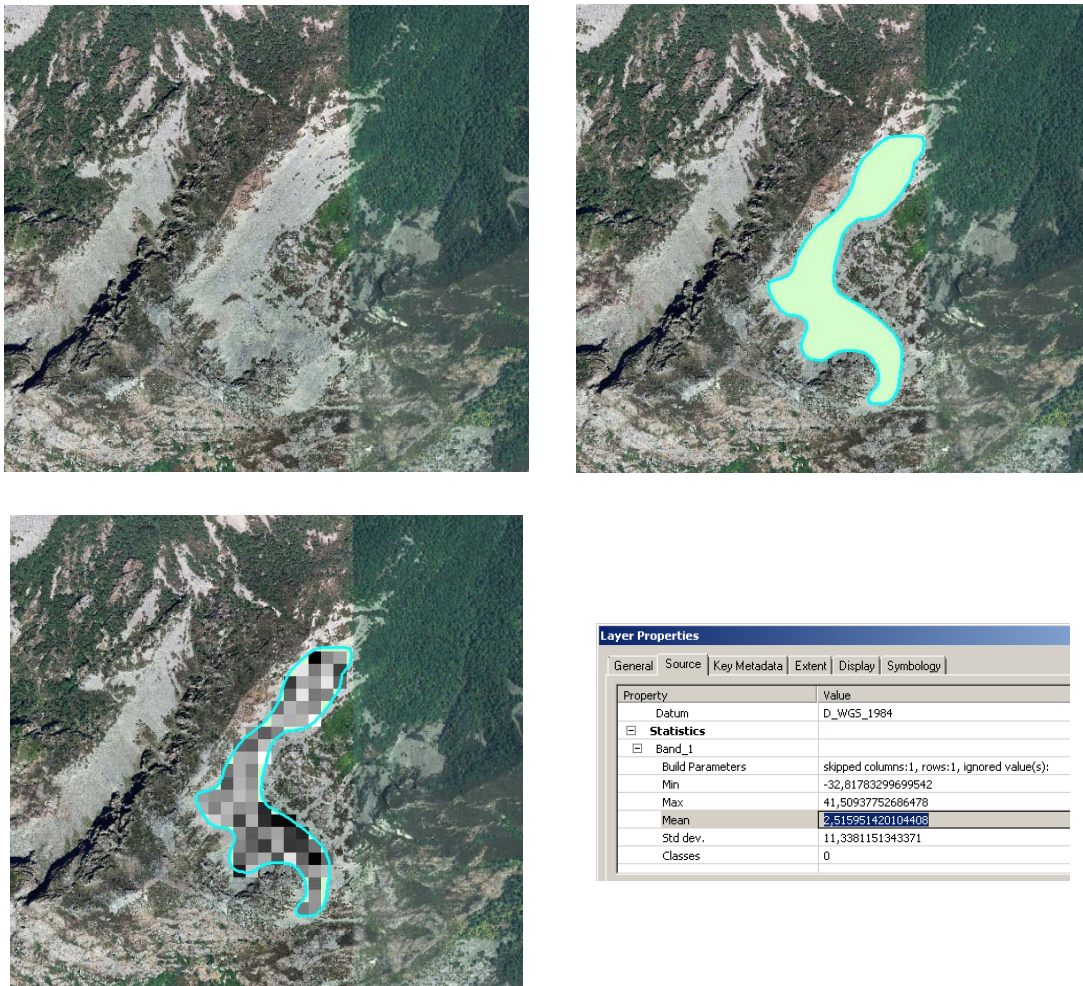 Layer Properties
General Source Key Metadata Extent Display Symbology
Property Value
Datum D_WGS_1984
Statistics
Band_1
Build Parameters skipped columns:1, rows:1, ignored value(s):
Min -32,81783299699542
Max 41,50937752686478
Mean 2,515951420104408
Std dev. 11,3381151343371
Classes 0